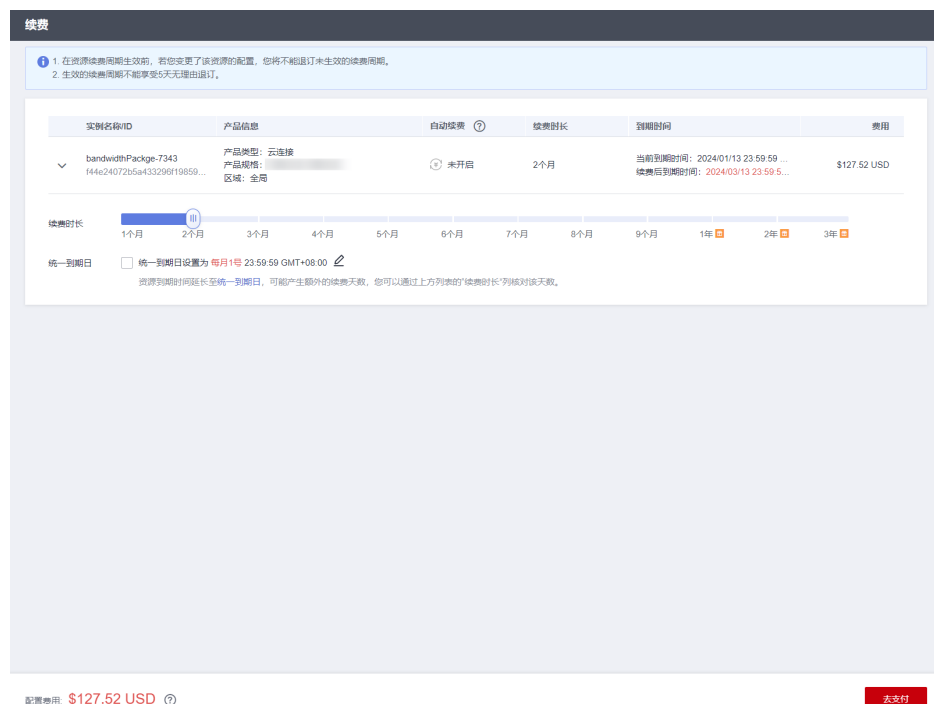 续费
1. 在资源续费周期生效前，若您变更了该资源的配置，您将不能退订未生效的续费周期。
2. 生效的续费周期不能享受5天无理由退订。
实例名称/ID 产品信息 自动续费 续费时长 到期时间 费用
bandwidthPackge-7343
f44e24072b5a433296f19859...
产品类型：云连接
产品规格：
区域：全局
未开启
2个月
当前到期时间：2024/01/13 23:59:59 ...
续费后到期时间：2024/03/13 23:59:5...
$127.52 USD
续费时长
1个月 2个月 3个月 4个月 5个月 6个月 7个月 8个月 9个月 1年 惠 2年 惠 3年 惠
统一到期日 统一到期日设置为 每月1号 23:59:59 GMT+08:00
资源到期时间延长至统一到期日，可能产生额外的续费天数，您可以通过上方列表的“续费时长”列核对该天数。
配置费用: $127.52 USD
去支付